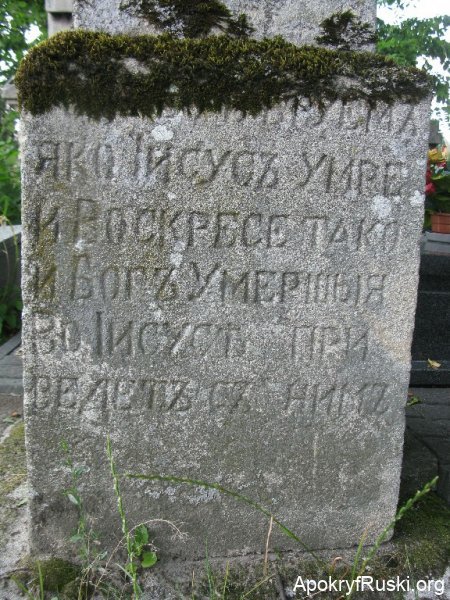 ЯКО ІИСУСЪ УМРЕ
И ВОСКРЕСЕ ТАКО
И БОГЪ УМЕРШЫЯ
ВО ІИСУСѢ ПРИ
ВЕДЕТЪ СЪ НИМЪ
ApokryfRuski.org